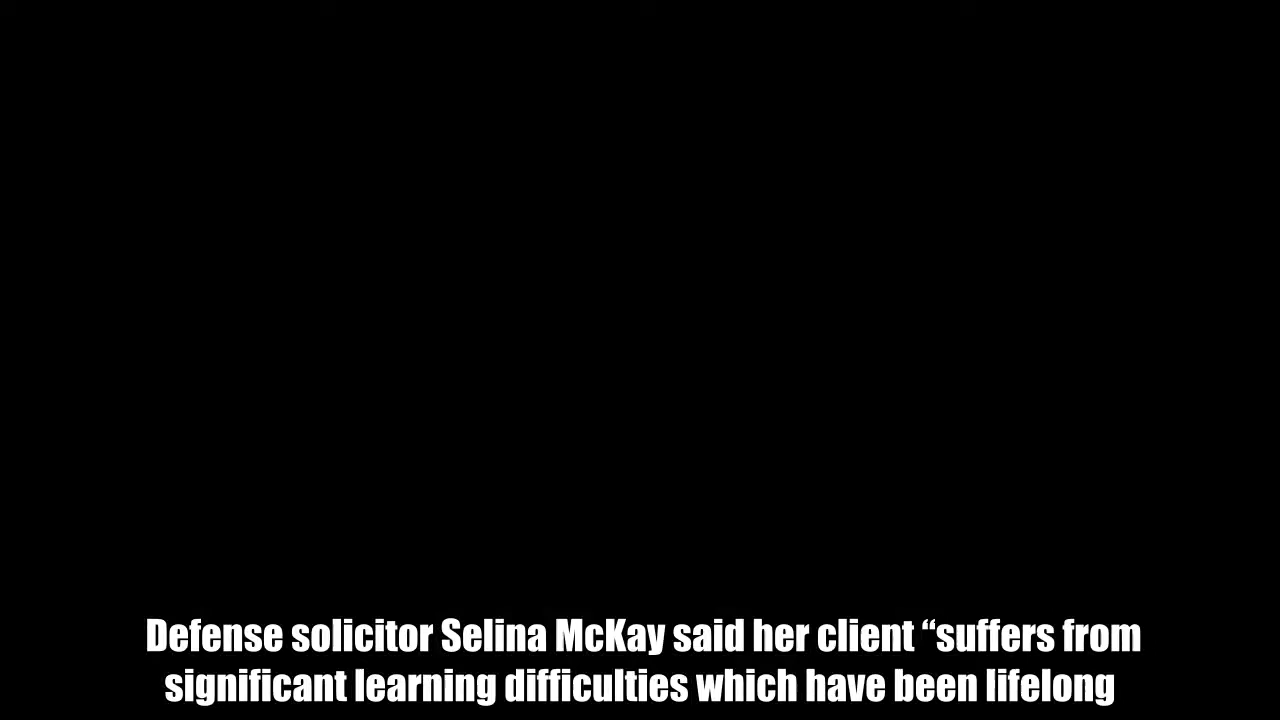 Defense solicitor Selina McKay said her client “suffers from
significant learning difficulties which have been lifelong